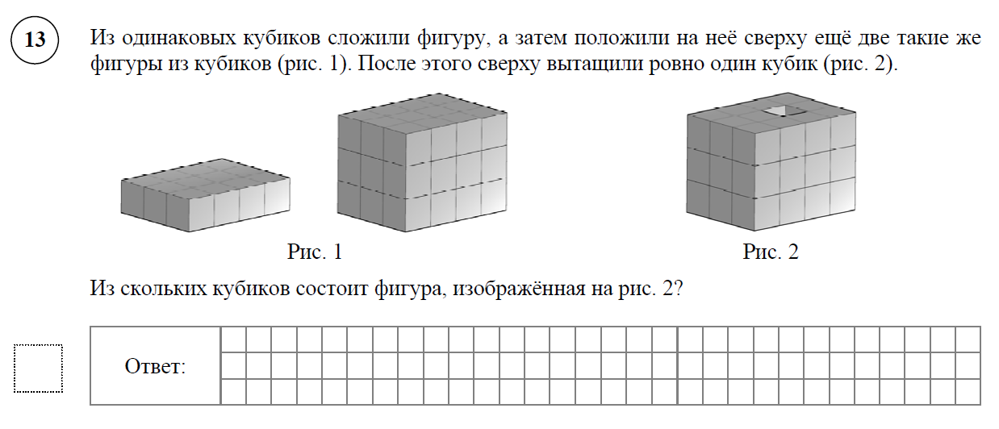 13
Из одинаковых кубиков сложили фигуру, а затем положили на неё сверху ещё две такие же
фигуры из кубиков (рис. 1). После этого сверху вытащили ровно один кубик (рис. 2).
Рис. 1
Рис. 2
Из скольких кубиков состоит фигура, изображённая на рис. 2?
Ответ: